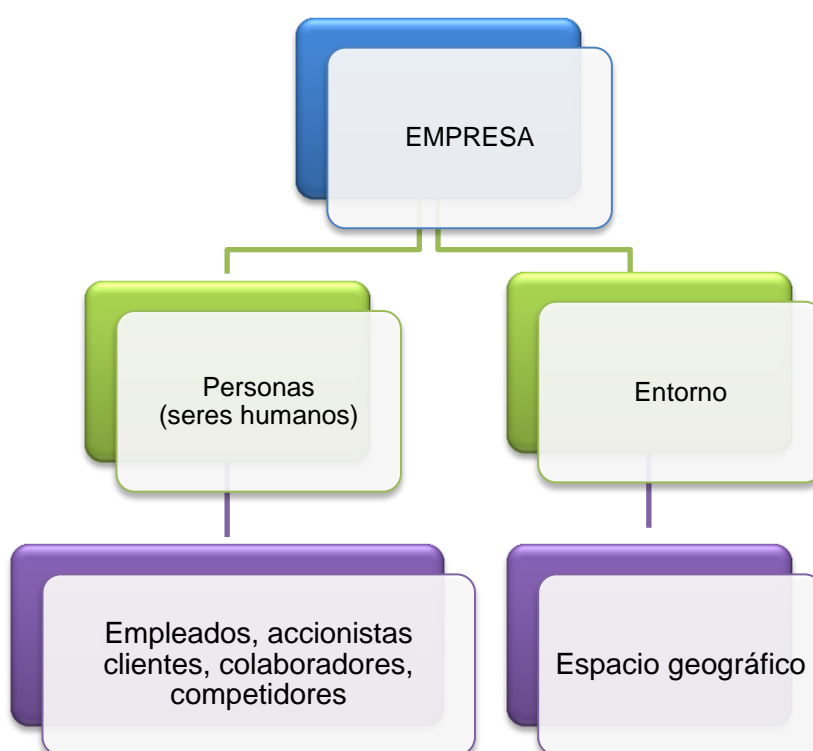 EMPRESA
Personas
(seres humanos)
Entorno
Empleados, accionistas
clientes, colaboradores,
competidores
Espacio geográfico